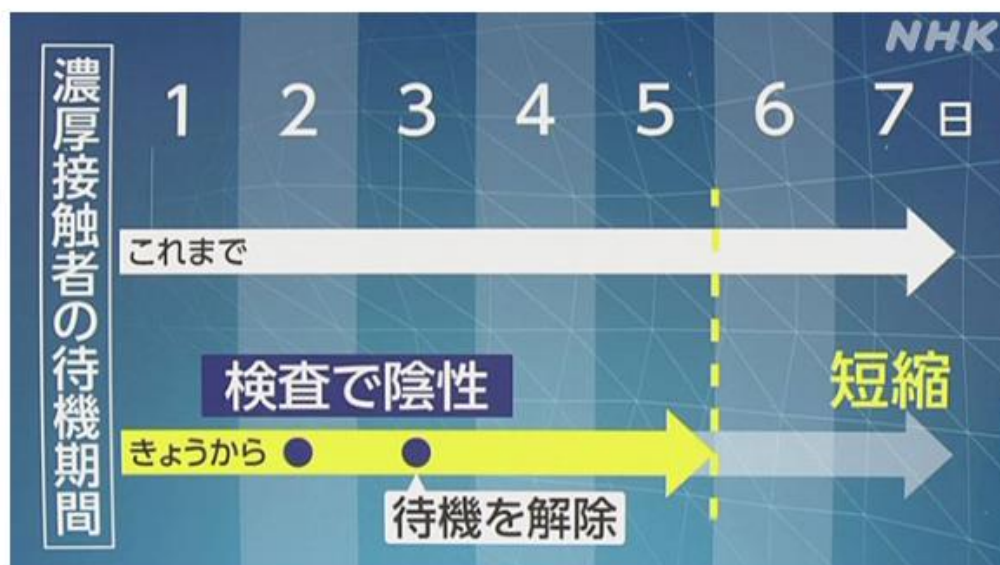 NHK
濃厚接触者の待機期間
1 2 3 4 5 6 7 日
これまで
検査で陰性
短縮
きょうから
待機を解除